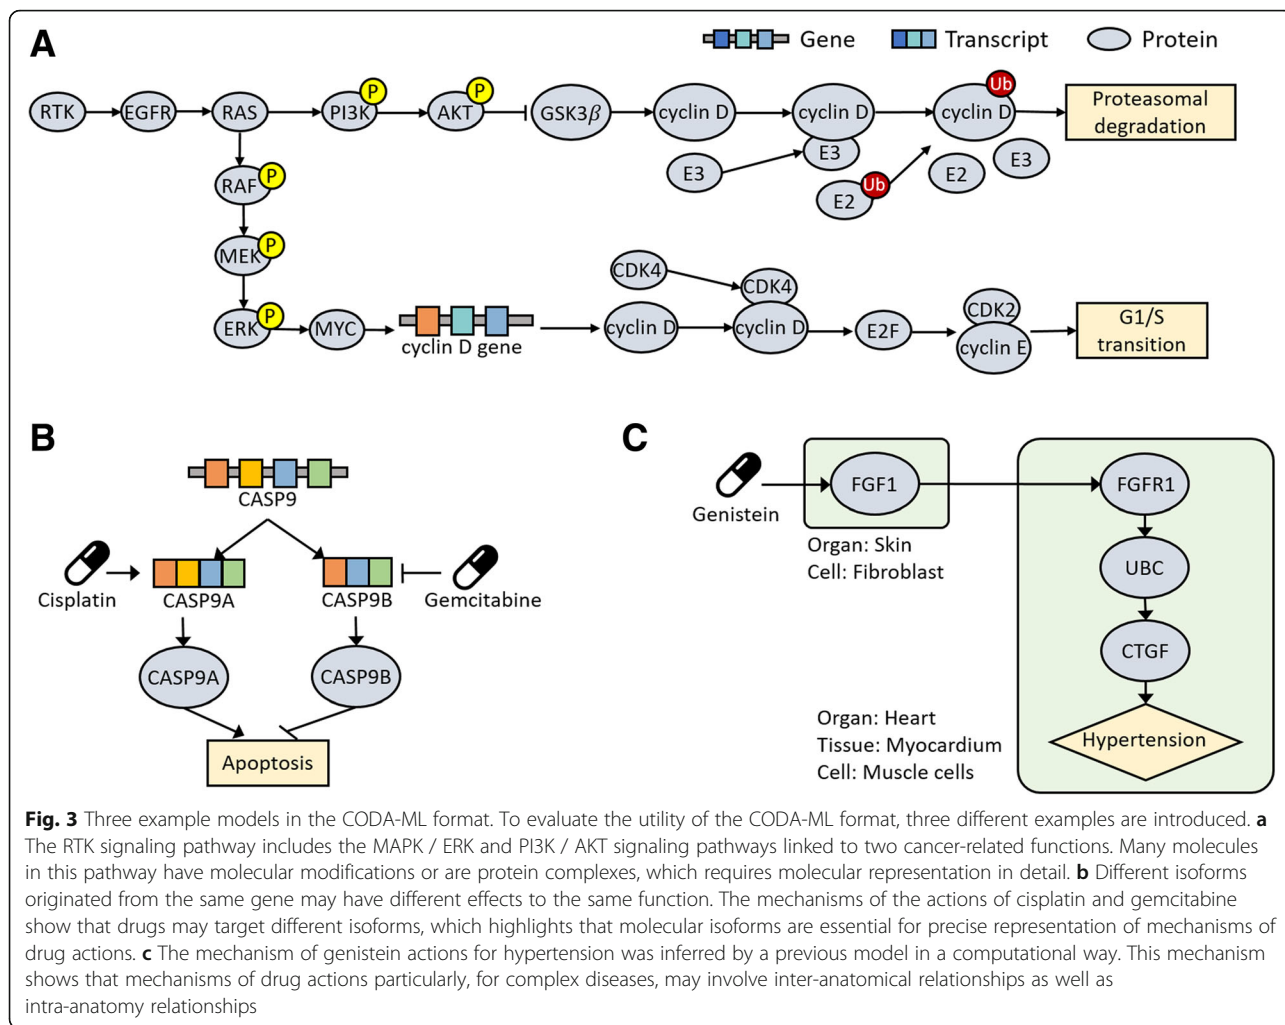 A
Gene
Transcript
Protein
RTK
EGFR
RAS
PI3K
P
AKT
P
GSK3β
cyclin D
cyclin D
E3
cyclin D
Ub
Proteasomal
degradation
E3
E2
Ub
E2
E3
RAF
P
MEK
P
ERK
P
MYC
cyclin D gene
CDK4
cyclin D
CDK4
cyclin D
E2F
CDK2
cyclin E
G1/S
transition
B
CASP9
Cisplatin
CASP9A
CASP9B
Gemcitabine
CASP9A
CASP9B
Apoptosis
C
Genistein
FGF1
Organ: Skin
Cell: Fibroblast
FGFR1
UBC
CTGF
Hypertension
Organ: Heart
Tissue: Myocardium
Cell: Muscle cells
Fig. 3 Three example models in the CODA-ML format. To evaluate the utility of the CODA-ML format, three different examples are introduced. a
The RTK signaling pathway includes the MAPK / ERK and PI3K / AKT signaling pathways linked to two cancer-related functions. Many molecules
in this pathway have molecular modifications or are protein complexes, which requires molecular representation in detail. b Different isoforms
originated from the same gene may have different effects to the same function. The mechanisms of the actions of cisplatin and gemcitabine
show that drugs may target different isoforms, which highlights that molecular isoforms are essential for precise representation of mechanisms of
drug actions. c The mechanism of genistein actions for hypertension was inferred by a previous model in a computational way. This mechanism
shows that mechanisms of drug actions particularly, for complex diseases, may involve inter-anatomical relationships as well as
intra-anatomy relationships